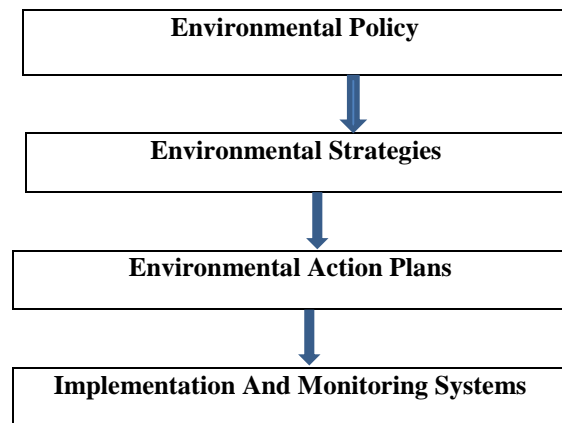 Environmental Policy
Environmental Strategies
Environmental Action Plans
Implementation And Monitoring Systems